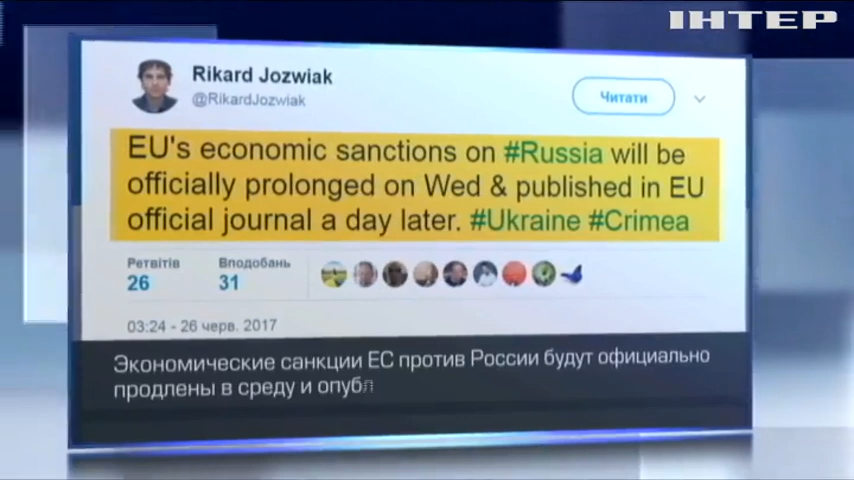 ІНТЕР
Rikard Jozwiak
@RikardJozwiak
Читати
EU's economic sanctions on #Russia will be
officially prolonged on Wed & published in EU
official journal a day later. #Ukraine #Crimea
Ретвітів Вподобань
26 31
03:24 - 26 черв. 2017
Экономические санкции ЕС против России будут официально
продлены в среду и опубл